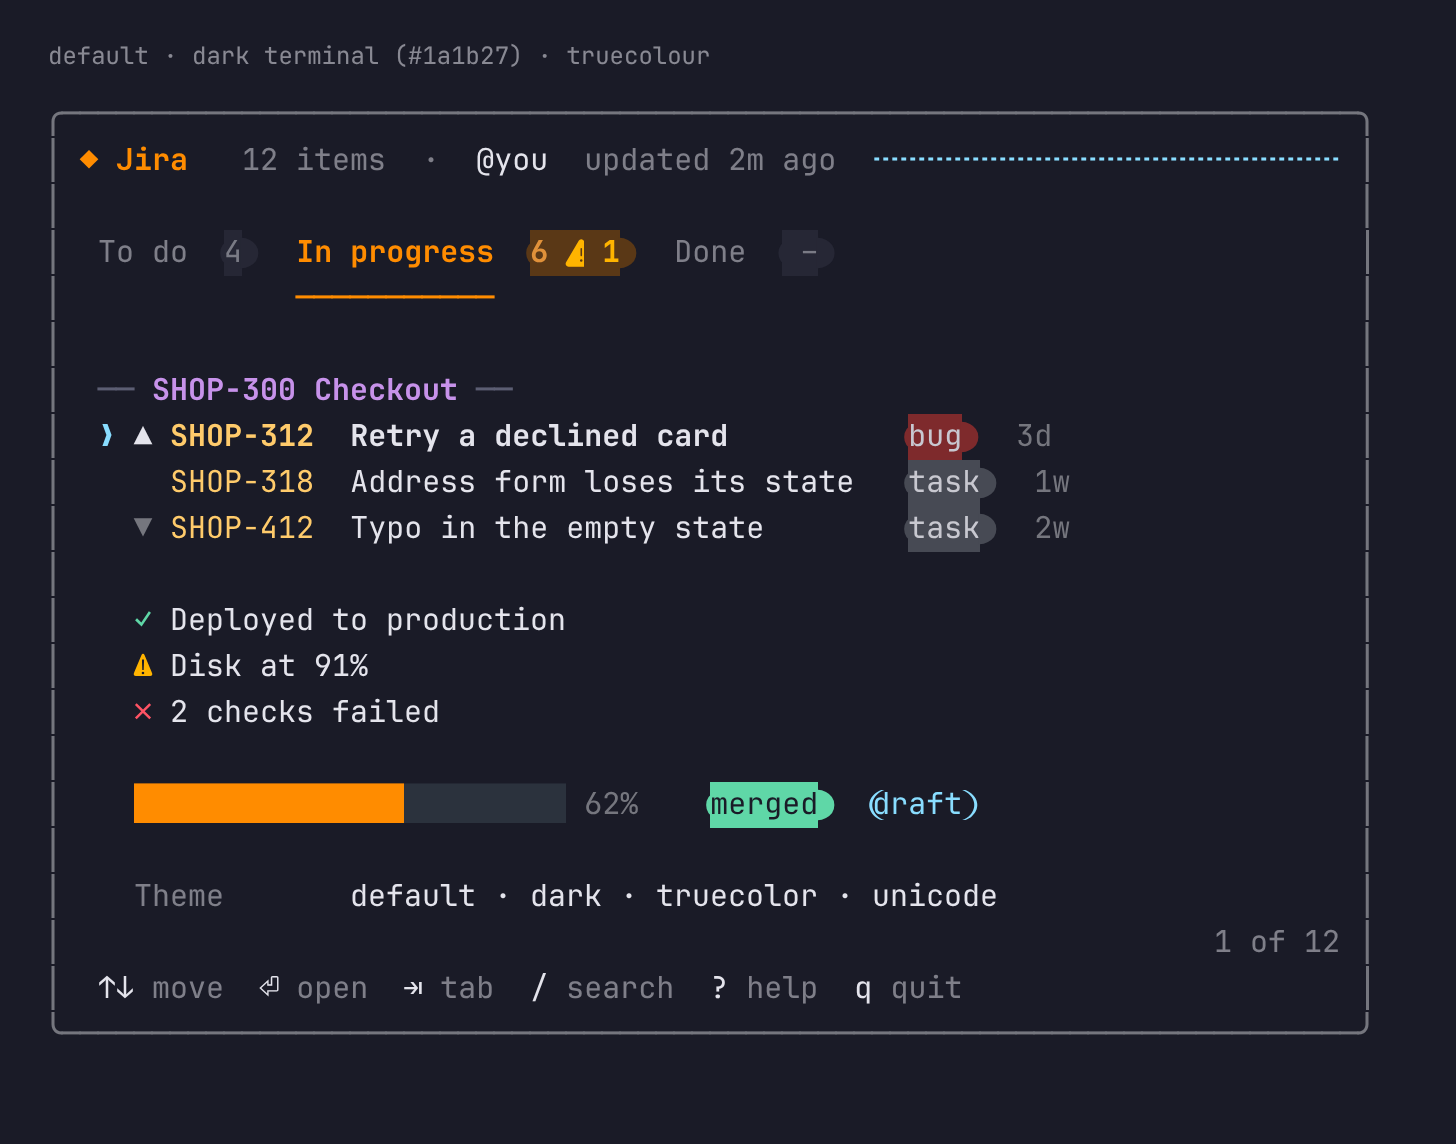 default · dark terminal (#1a1b27) · truecolour
◆ Jira 12 items · @you updated 2m ago
To do 4 In progress 6 ⚠ 1 Done –
── SHOP-300 Checkout ──
❯ ▲ SHOP-312 Retry a declined card bug 3d
SHOP-318 Address form loses its state task 1w
▼ SHOP-412 Typo in the empty state task 2w
✓ Deployed to production
⚠ Disk at 91%
✕ 2 checks failed
62% merged (draft)
Theme default · dark · truecolor · unicode
1 of 12
↑↓ move ⏎ open ⇥ tab / search ? help q quit